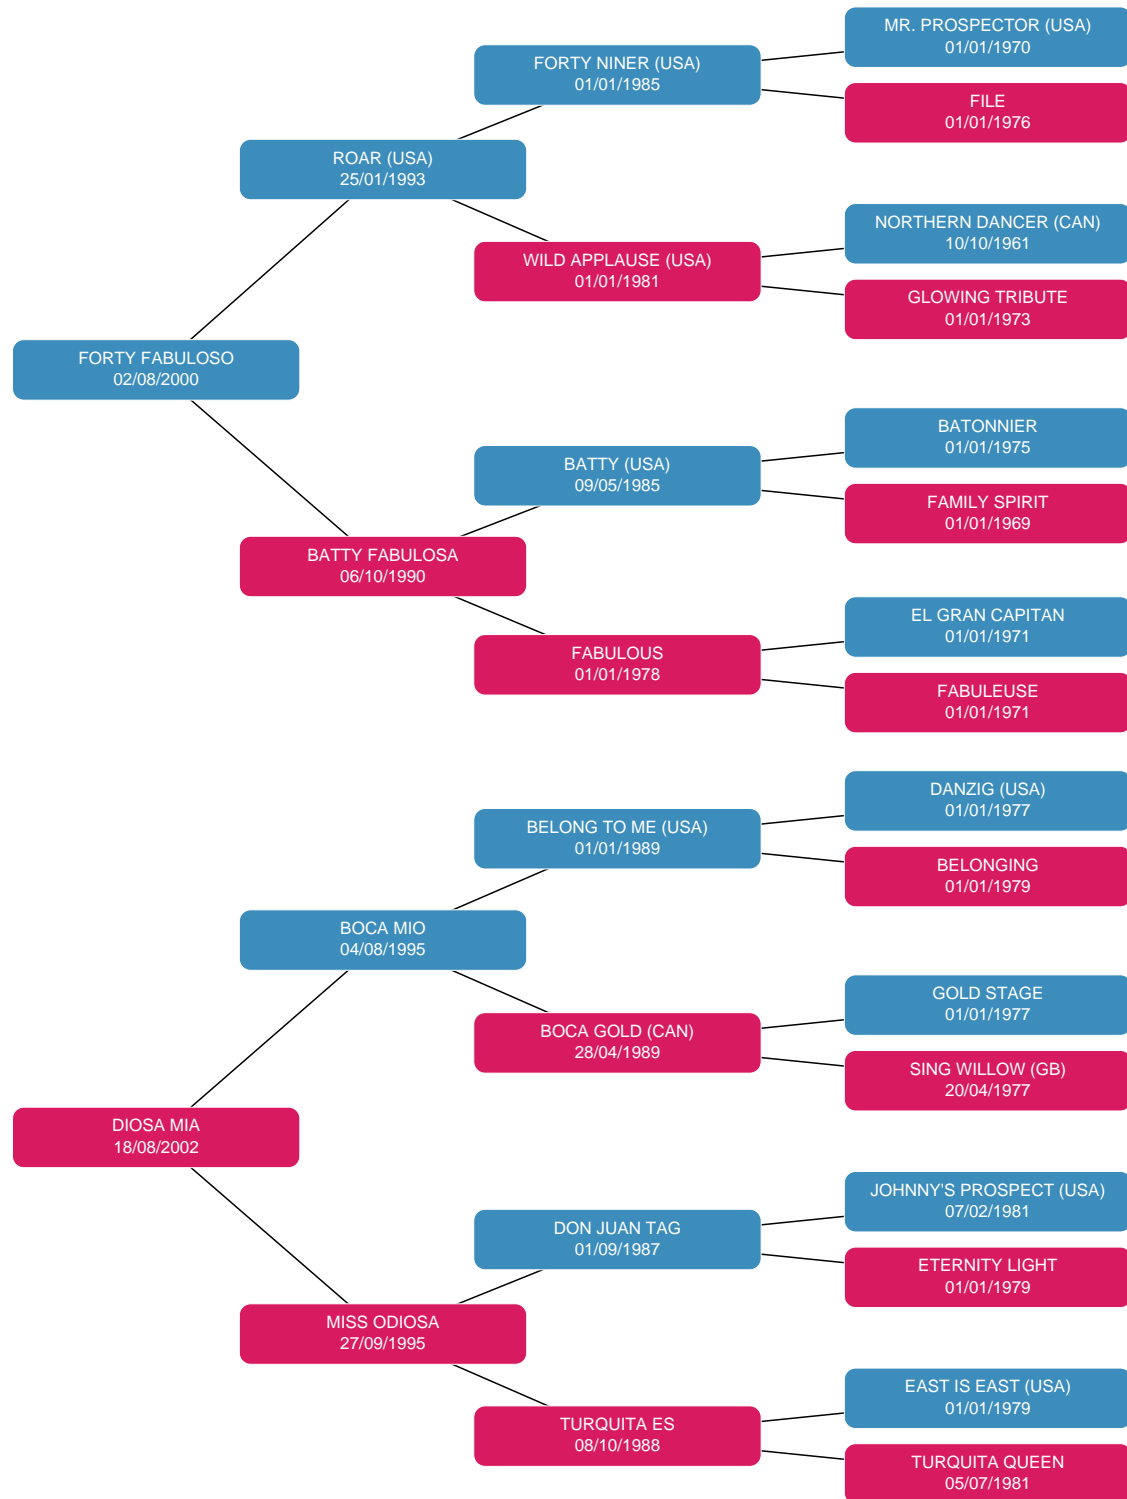 MR. PROSPECTOR (USA)
01/01/1970
FORTY NINER (USA)
01/01/1985
FILE
01/01/1976
ROAR (USA)
25/01/1993
NORTHERN DANCER (CAN)
10/10/1961
WILD APPLAUSE (USA)
01/01/1981
GLOWING TRIBUTE
01/01/1973
FORTY FABULOSO
02/08/2000
BATONNIER
01/01/1975
BATTY (USA)
09/05/1985
FAMILY SPIRIT
01/01/1969
BATTY FABULOSA
06/10/1990
EL GRAN CAPITAN
01/01/1971
FABULOUS
01/01/1978
FABULEUSE
01/01/1971
DANZIG (USA)
01/01/1977
BELONG TO ME (USA)
01/01/1989
BELONGING
01/01/1979
BOCA MIO
04/08/1995
GOLD STAGE
01/01/1977
BOCA GOLD (CAN)
28/04/1989
SING WILLOW (GB)
20/04/1977
DIOSA MIA
18/08/2002
JOHNNY'S PROSPECT (USA)
07/02/1981
DON JUAN TAG
01/09/1987
ETERNITY LIGHT
01/01/1979
MISS ODIOSA
27/09/1995
EAST IS EAST (USA)
01/01/1979
TURQUITA ES
08/10/1988
TURQUITA QUEEN
05/07/1981